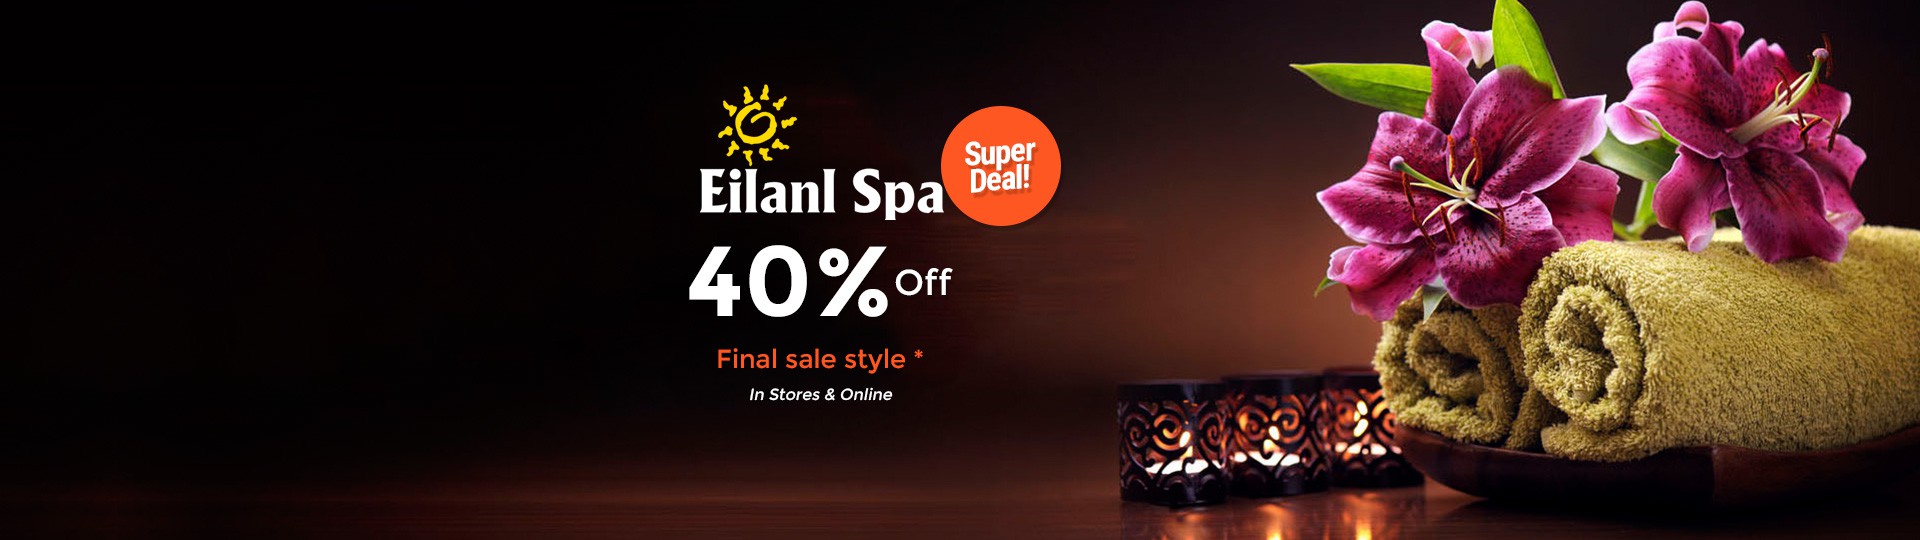 Eilanl Spa
Super
Deal!
40% Off
Final sale style *
In Stores & Online